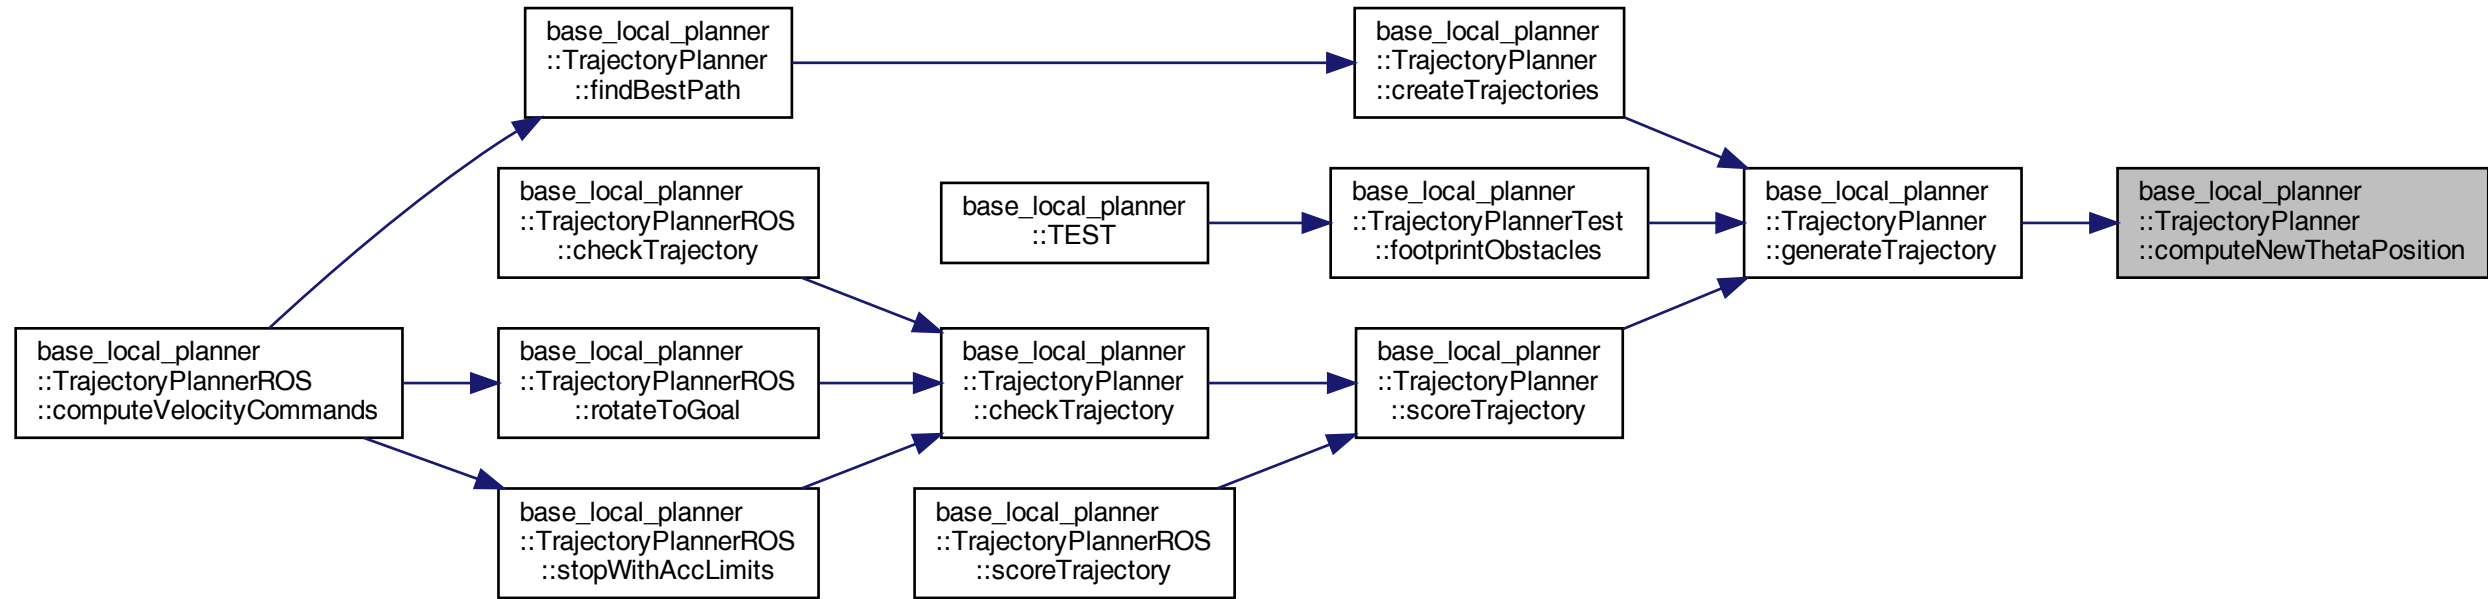 base_local_planner
::TrajectoryPlanner
::findBestPath
base_local_planner
::TrajectoryPlanner
::createTrajectories
base_local_planner
::TrajectoryPlannerROS
::checkTrajectory
base_local_planner
::TEST
base_local_planner
::TrajectoryPlannerTest
::footprintObstacles
base_local_planner
::TrajectoryPlanner
::generateTrajectory
base_local_planner
::TrajectoryPlanner
::computeNewThetaPosition
base_local_planner
::TrajectoryPlannerROS
::computeVelocityCommands
base_local_planner
::TrajectoryPlannerROS
::rotateToGoal
base_local_planner
::TrajectoryPlanner
::checkTrajectory
base_local_planner
::TrajectoryPlanner
::scoreTrajectory
base_local_planner
::TrajectoryPlannerROS
::stopWithAccLimits
base_local_planner
::TrajectoryPlannerROS
::scoreTrajectory